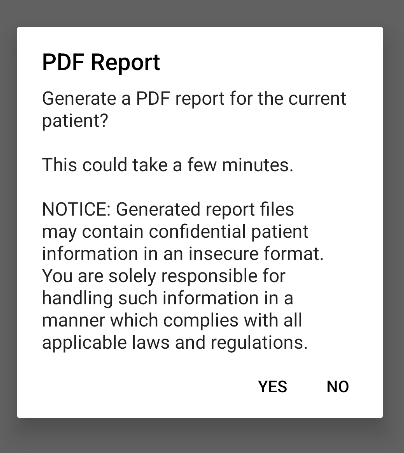 PDF Report
Generate a PDF report for the current
patient?
This could take a few minutes.
NOTICE: Generated report files
may contain confidential patient
information in an insecure format.
You are solely responsible for
handling such information in a
manner which complies with all
applicable laws and regulations.
YES NO